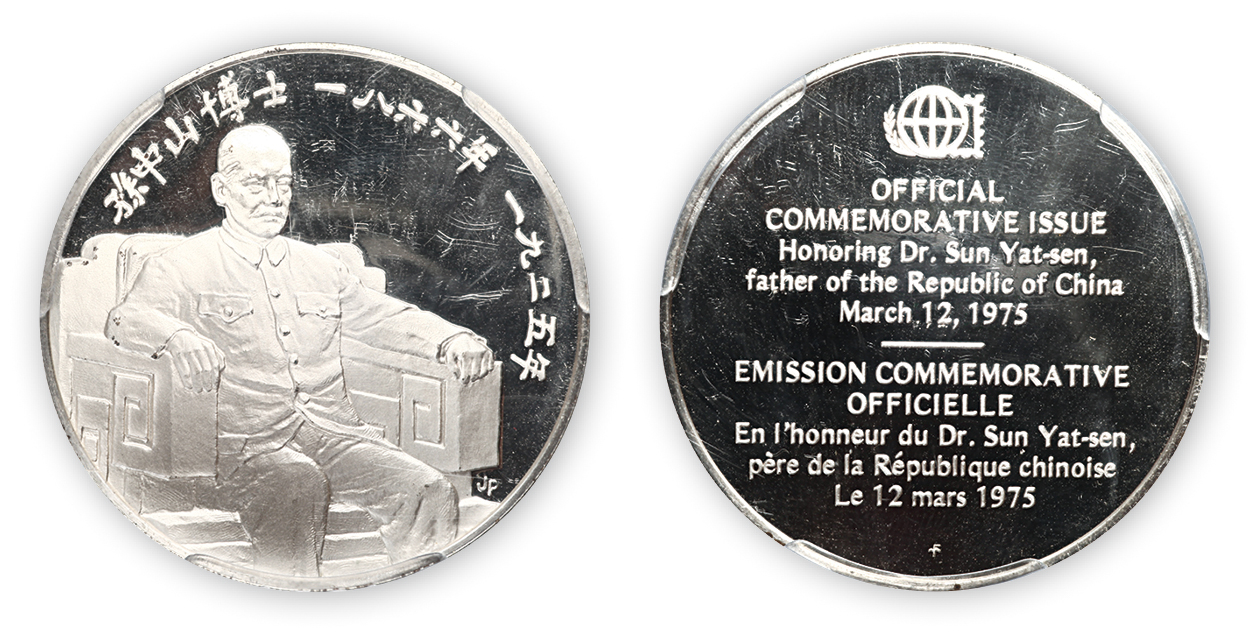 孫中山博士 一八六六年 一九二五年
JP
OFFICIAL
COMMEMORATIVE ISSUE
Honoring Dr. Sun Yat-sen,
father of the Republic of China
March 12, 1975
EMISSION COMMEMORATIVE
OFFICIELLE
En l'honneur du Dr. Sun Yat-sen,
père de la République chinoise
Le 12 mars 1975